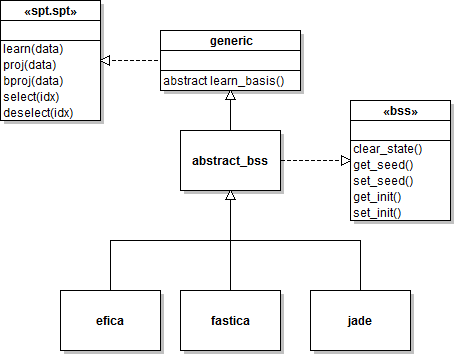 «spt.spt»
learn(data)
proj(data)
bproj(data)
select(idx)
deselect(idx)
generic
abstract learn_basis()
abstract_bss
«bss»
clear_state()
get_seed()
set_seed()
get_init()
set_init()
efica
fastica
jade